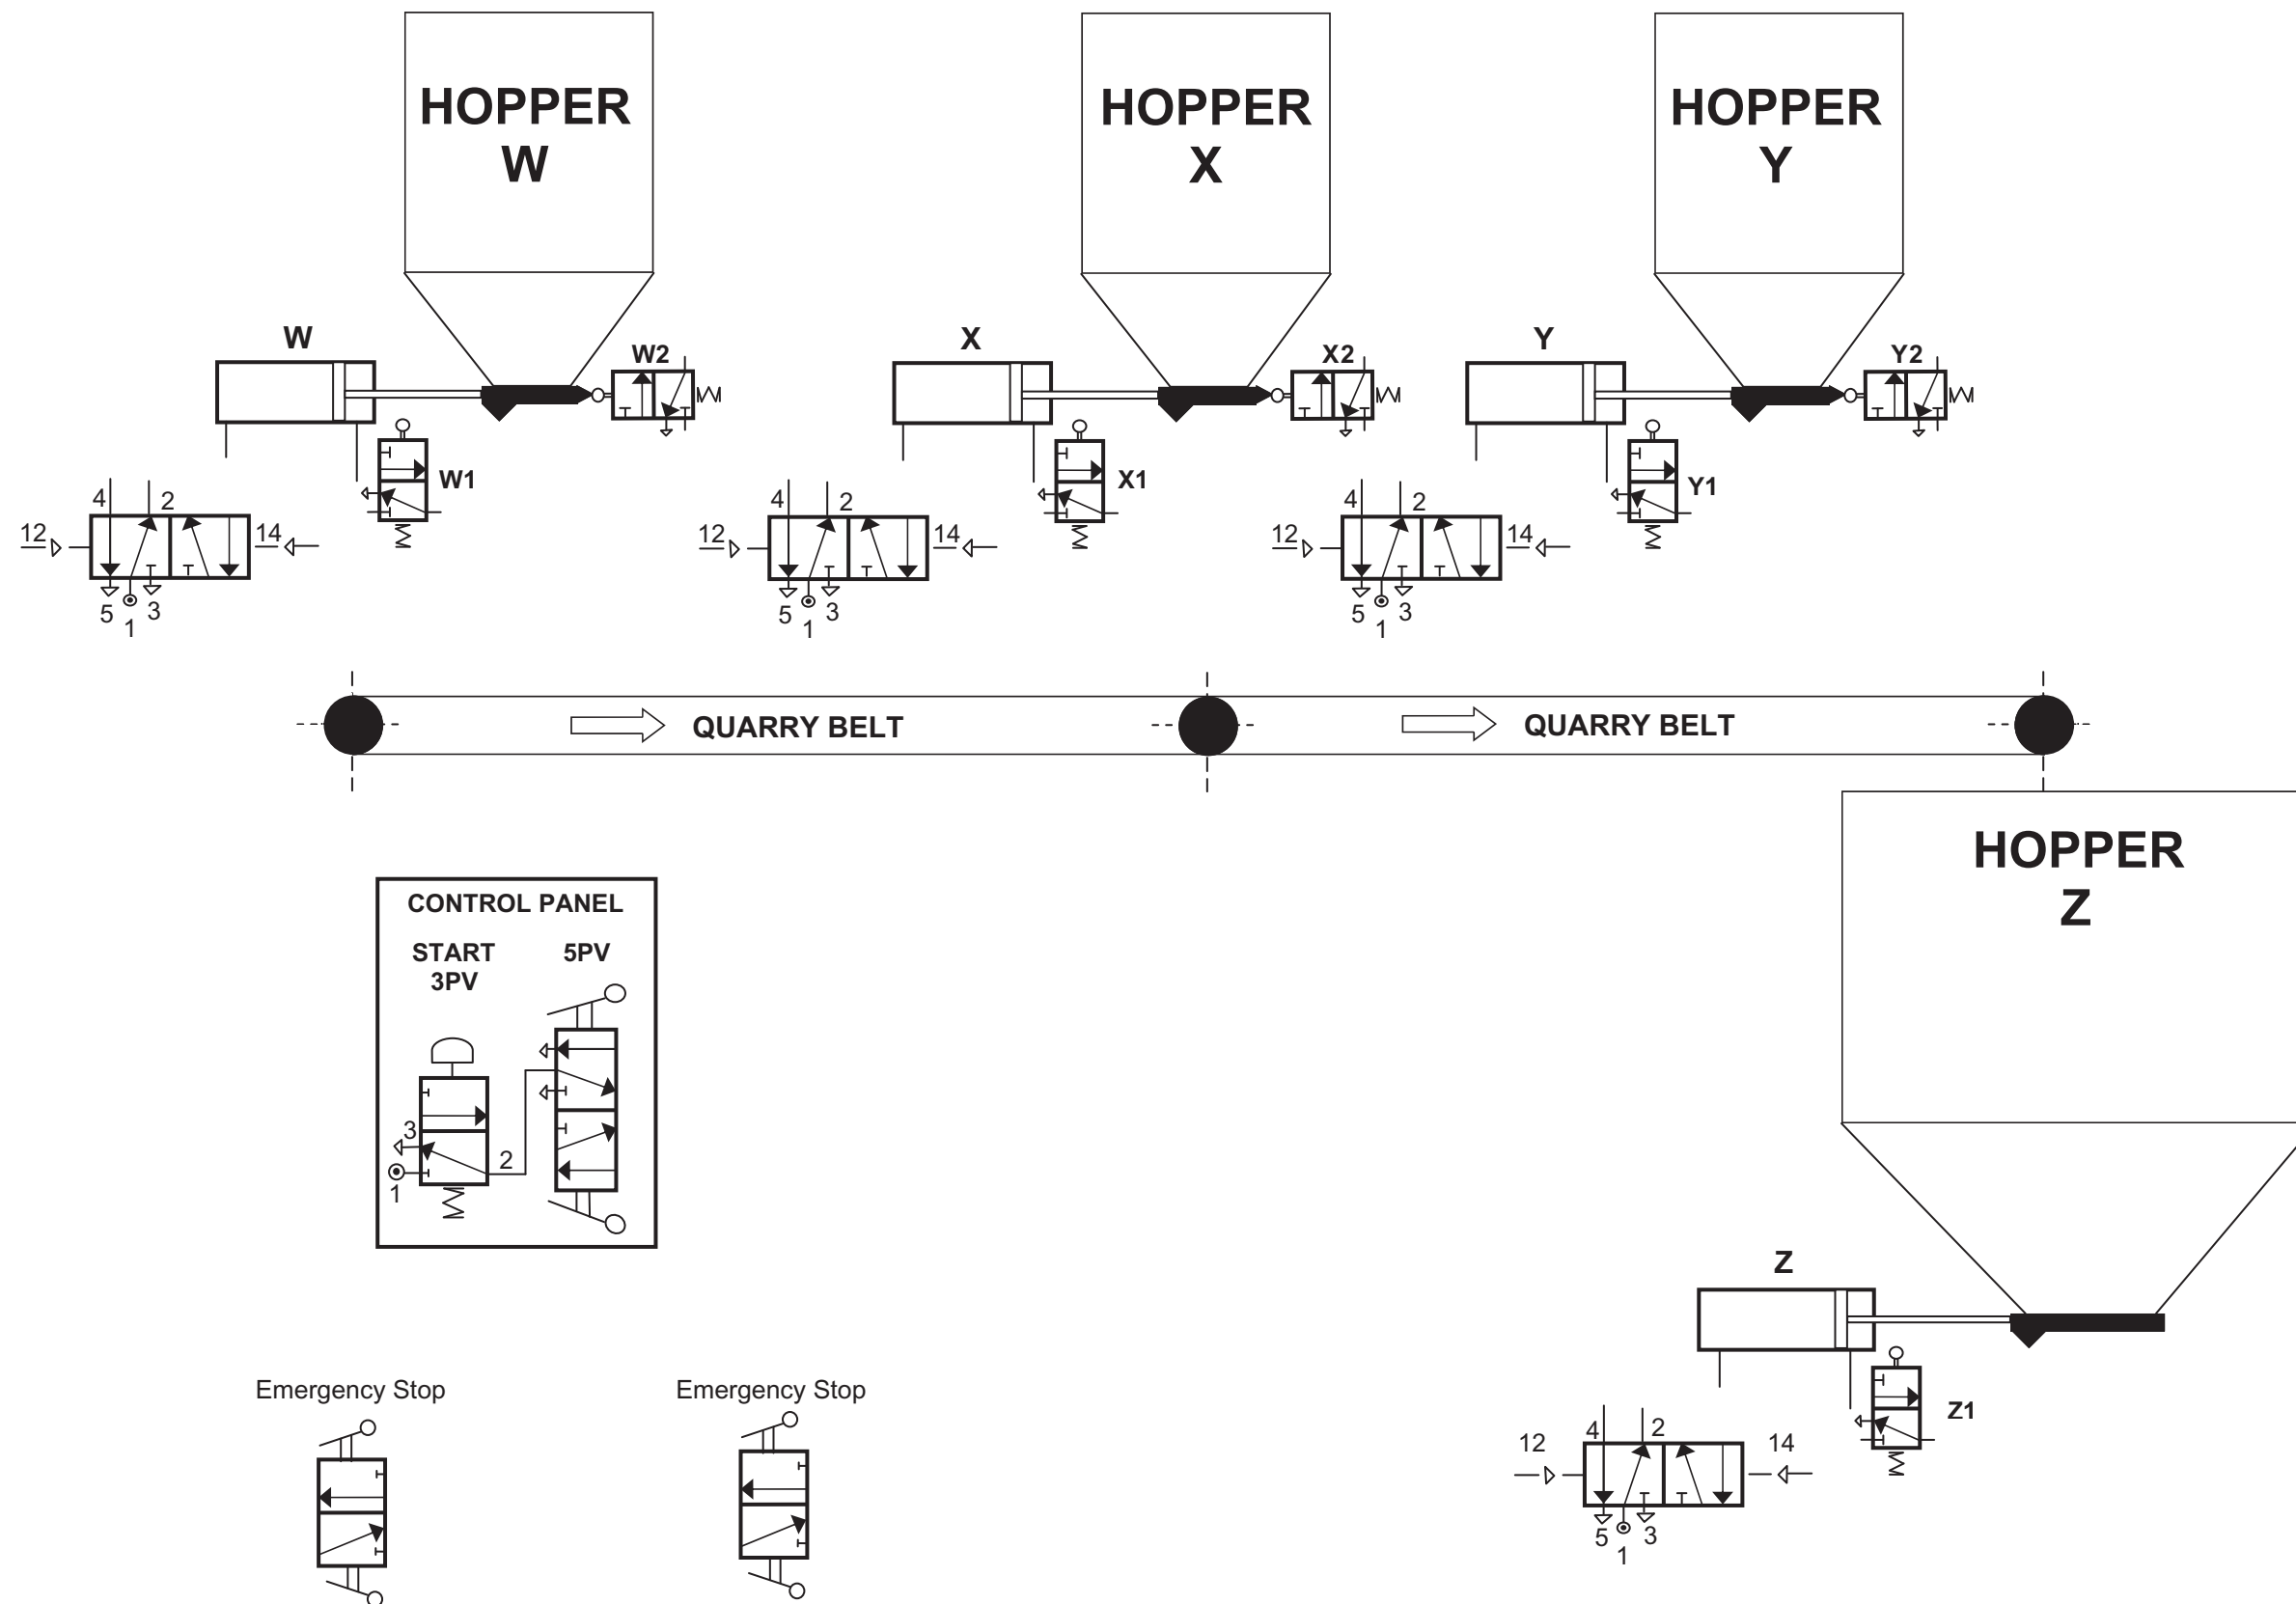 HOPPER
W
HOPPER
X
HOPPER
Y
W
W2
X
X2
Y
Y2
W1
X1
Y1
4
2
12
14
5
1
3
4
2
12
14
5
1
3
4
2
12
14
5
1
3
QUARRY BELT
QUARRY BELT
HOPPER
Z
CONTROL PANEL
START
3PV
5PV
3
2
1
Z
Emergency Stop
Emergency Stop
Z1
4
2
12
14
5
1
3